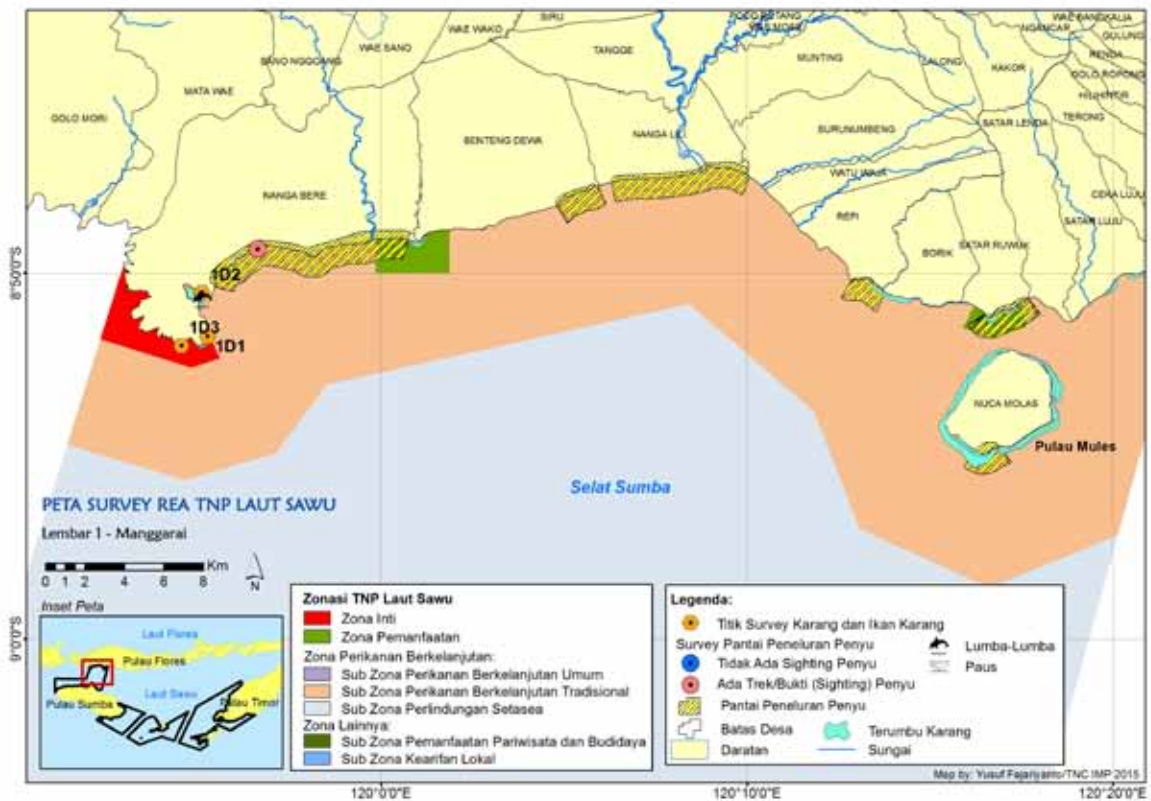 SIRU
WAE WAKO
WAE SANO
SANO NGGOANG
TANGGE
MUNTING
LALONG
NGANCAR
WAE BANGKALIA
GULUNG
RENDA
KAKOR
GOLO ROPONG
HILIHINTIR
TERONG
MATA WAE
GOLO MORI
SATAR LENDA
BENTENG DEWA
NANGA LILI
SURUNUMBENG
WATU WAJA
CEKA LUJU
NANGA BERE
REPI
SATAR LUJU
BORIK
SATAR RUWUK
8°50'0"S
1D2
1D3
1D1
NUCA MOLAS
Pulau Mules
Selat Sumba
PETA SURVEY REA TNP LAUT SAWU
Lembar 1 - Manggarai
Km
0 1 2 4 6 8
N
Inset Peta
Laut Flores
Pulau Flores
Laut Sawu
Pulau Sumba
Pulau Timor
9°0'0"S
Zonasi TNP Laut Sawu
Zona Inti
Zona Pemanfaatan
Zona Perikanan Berkelanjutan:
Sub Zona Perikanan Berkelanjutan Umum
Sub Zona Perikanan Berkelanjutan Tradisional
Sub Zona Perlindungan Setasea
Zona Lainnya:
Sub Zona Pemanfaatan Pariwisata dan Budidaya
Sub Zona Kearifan Lokal
Legenda:
Titik Survey Karang dan Ikan Karang
Survey Pantai Peneluran Penyu
Tidak Ada Sighting Penyu
Ada Trek/Bukti (Sighting) Penyu
Pantai Peneluran Penyu
Batas Desa
Daratan
Lumba-Lumba
Paus
Terumbu Karang
Sungai
Map by: Yusuf Fajariyanto/TNC IMP 2015
120°0'0"E
120°10'0"E
120°20'0"E